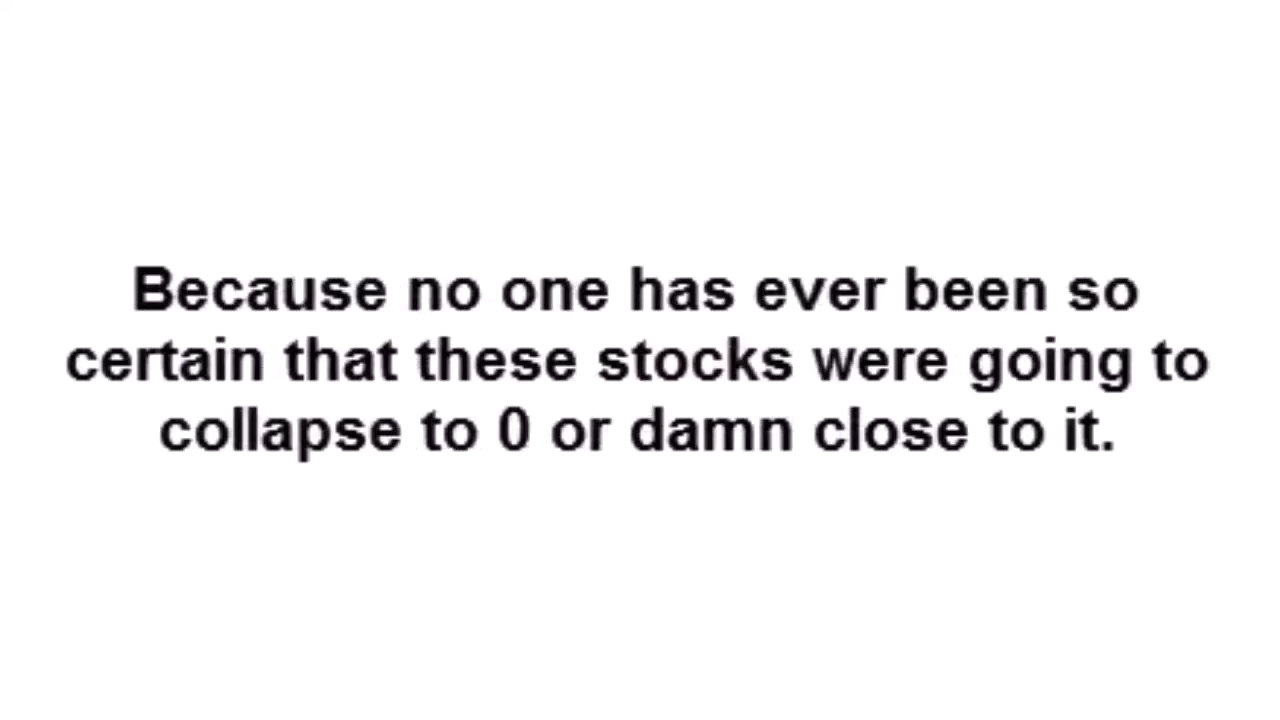 Because no one has ever been so
certain that these stocks were going to
collapse to 0 or damn close to it.